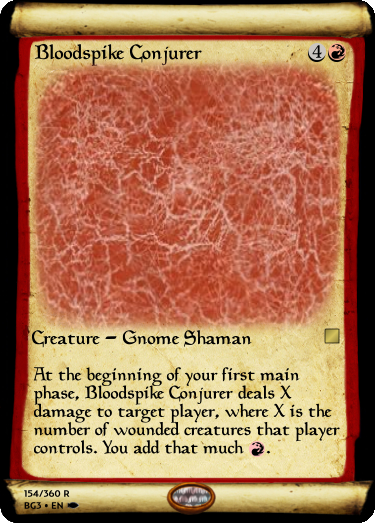 Bloodspike Conjurer 4
Creature – Gnome Shaman
At the beginning of your first main
phase, Bloodspike Conjurer deals X
damage to target player, where X is the
number of wounded creatures that player
controls. You add that much .
154/360 R
BG3 • EN